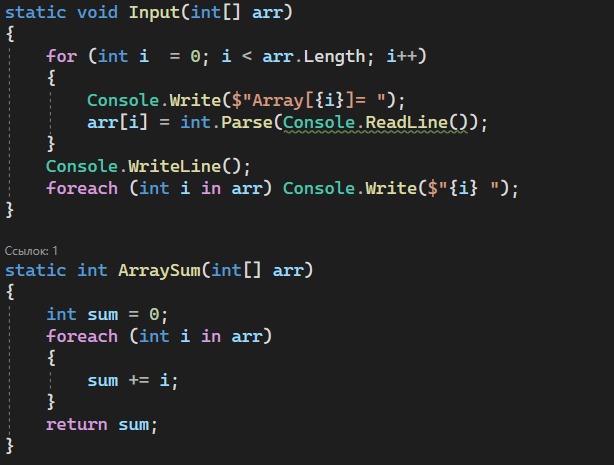 static void Input(int[] arr)
{
for (int i  = 0; i < arr.Length; i++)
{
Console.Write($"Array[{i}]= ");
arr[i] = int.Parse(Console.ReadLine());
}
Console.WriteLine();
foreach (int i in arr) Console.Write($"{i} ");
}
Ссылок: 1
static int ArraySum(int[] arr)
{
int sum = 0;
foreach (int i in arr)
{
sum += i;
}
return sum;
}